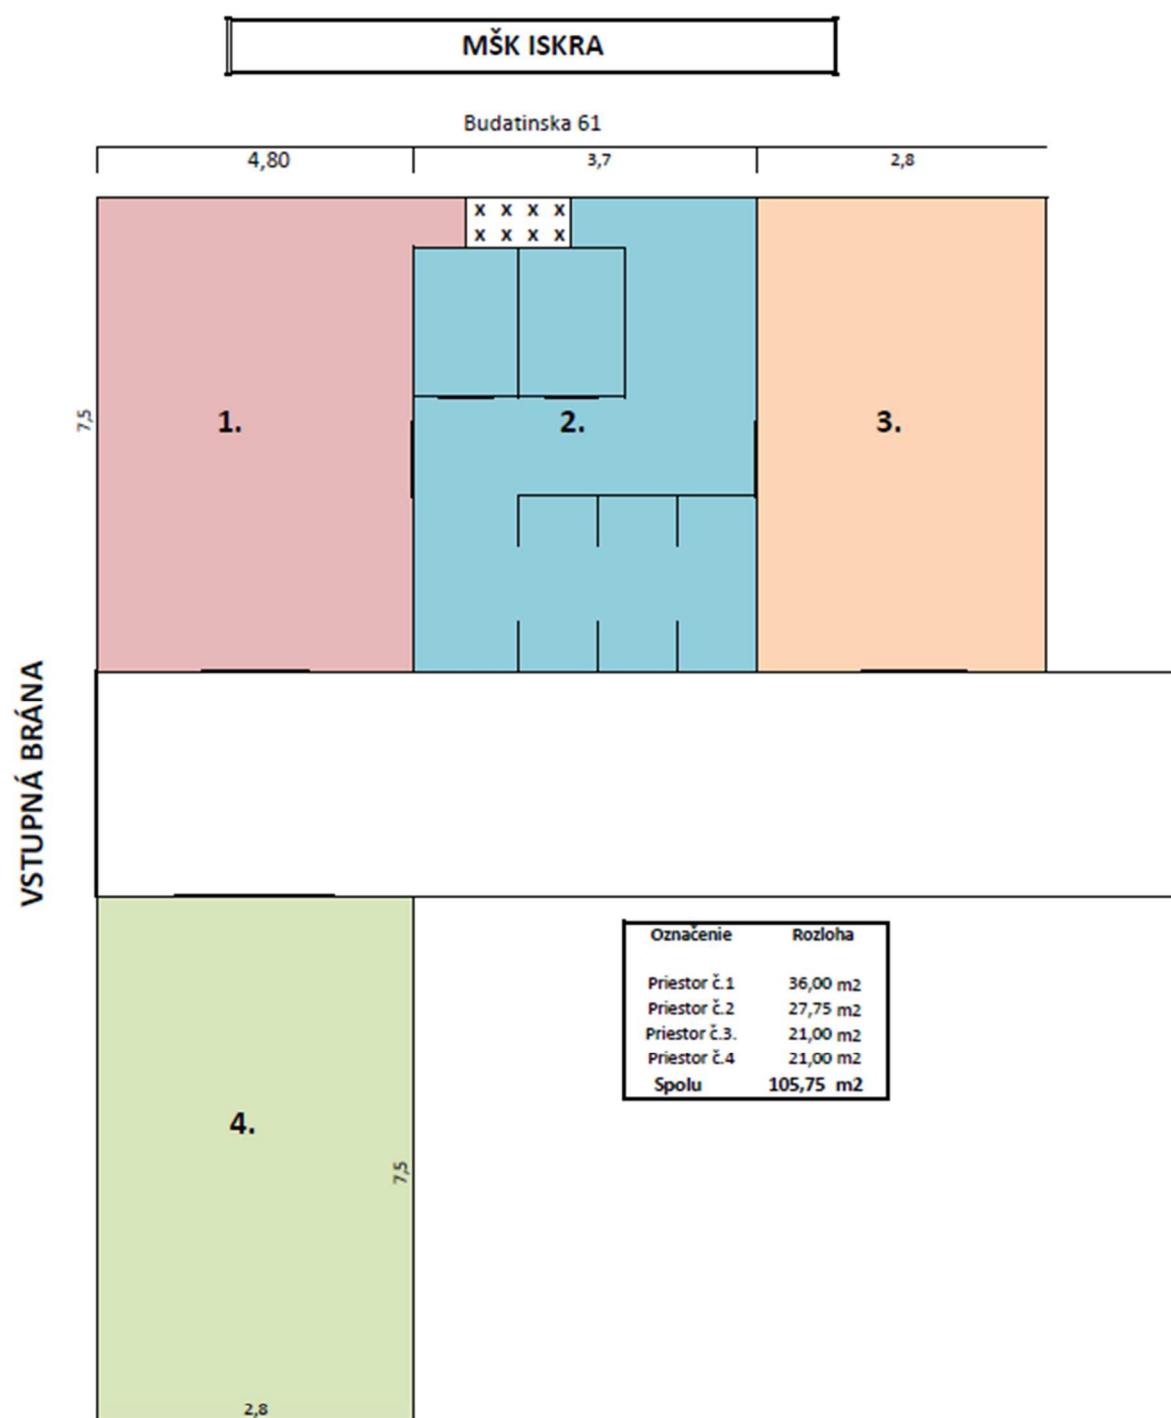 MŠK ISKRA
Budatinska 61
4,80 3,7 2,8
x x x x
x x x x
7,5
1. 2. 3.
VSTUPNÁ BRÁNA
Označenie Rozloha
Priestor č.1 36,00 m2
Priestor č.2 27,75 m2
Priestor č.3. 21,00 m2
Priestor č.4 21,00 m2
Spolu 105,75 m2
4.
7,5
2,8